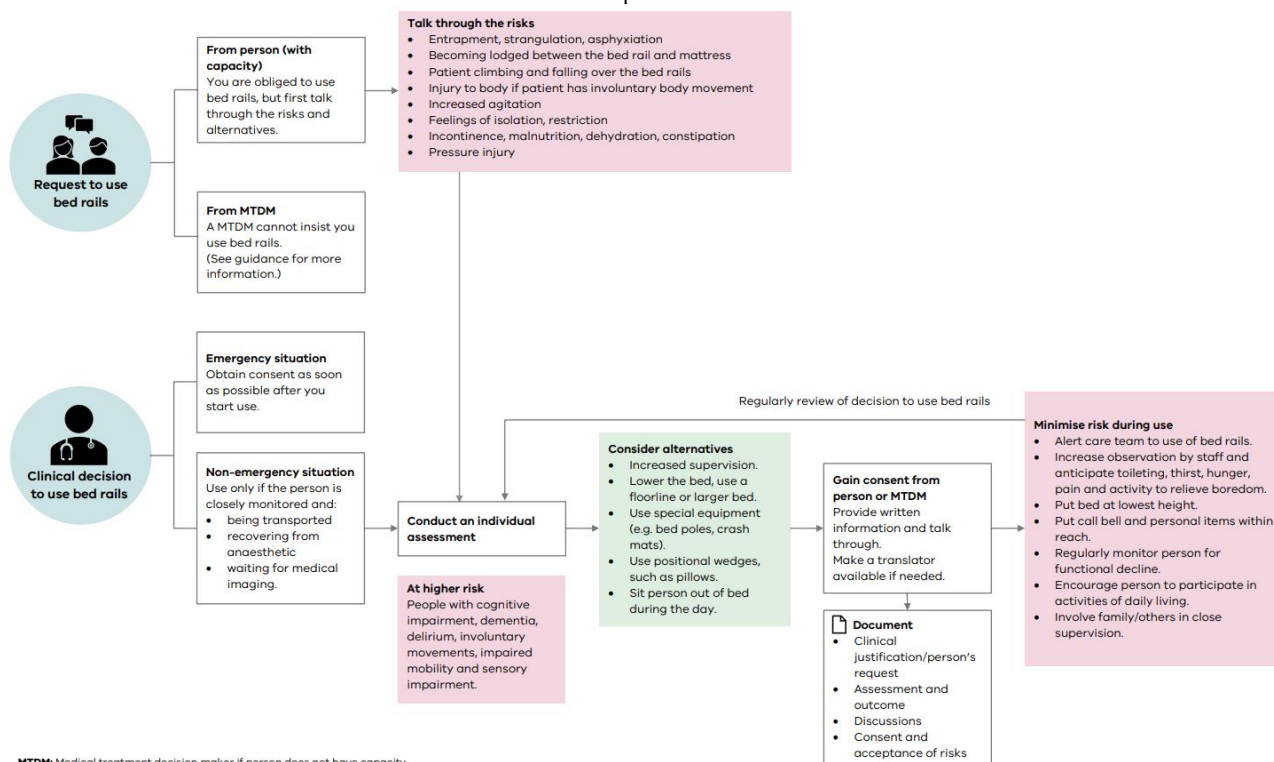 Request to use
bed rails
From person (with
capacity)
You are obliged to use
bed rails, but first talk
through the risks and
alternatives.
From MTDM
A MTDM cannot insist you
use bed rails.
(See guidance for more
information.)
Talk through the risks
• Entrapment, strangulation, asphyxiation
• Becoming lodged between the bed rail and mattress
• Patient climbing and falling over the bed rails
• Injury to body if patient has involuntary body movement
• Increased agitation
• Feelings of isolation, restriction
• Incontinence, malnutrition, dehydration, constipation
• Pressure injury
Clinical decision
to use bed rails
Emergency situation
Obtain consent as soon
as possible after you
start use.
Non-emergency situation
Use only if the person is
closely monitored and:
• being transported
• recovering from
anaesthetic
• waiting for medical
imaging.
Conduct an individual
assessment
At higher risk
People with cognitive
impairment, dementia,
delirium, involuntary
movements, impaired
mobility and sensory
impairment.
Regularly review of decision to use bed rails
Consider alternatives
• Increased supervision.
• Lower the bed, use a
floorline or larger bed.
• Use special equipment
(e.g. bed poles, crash
mats).
• Use positional wedges,
such as pillows.
• Sit person out of bed
during the day.
Gain consent from
person or MTDM
Provide written
information and talk
through.
Make a translator
available if needed.
Document
• Clinical
justification/person's
request
• Assessment and
outcome
• Discussions
• Consent and
acceptance of risks
Minimise risk during use
• Alert care team to use of bed rails.
• Increase observation by staff and
anticipate toileting, thirst, hunger,
pain and activity to relieve boredom.
• Put bed at lowest height.
• Put call bell and personal items within
reach.
• Regularly monitor person for
functional decline.
• Encourage person to participate in
activities of daily living.
• Involve family/others in close
supervision.
MTDM: Medical treatment decision maker if person does not have capacity